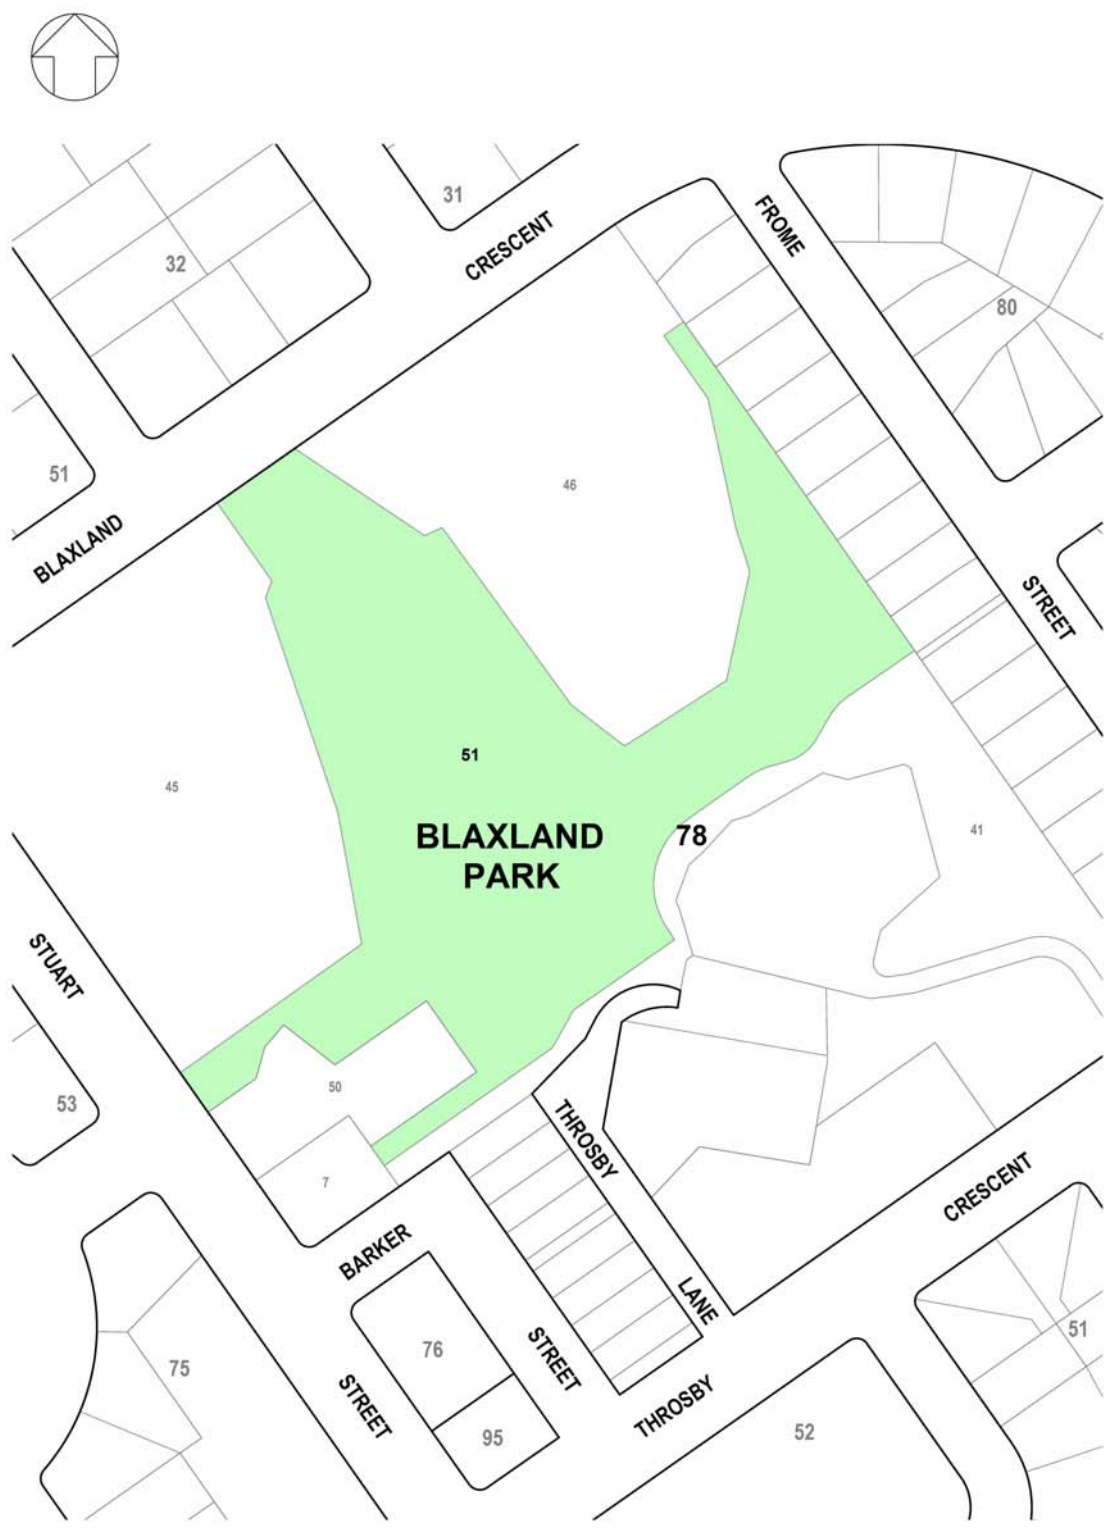 31
CRESCENT
FROME
32
80
51
46
BLAXLAND
STREET
51
45
BLAXLAND
PARK
78
41
STUART
53
50
7
THROSBY
CRESCENT
BARKER
LANE
76
STREET
51
75
STREET
THROSBY
95
52